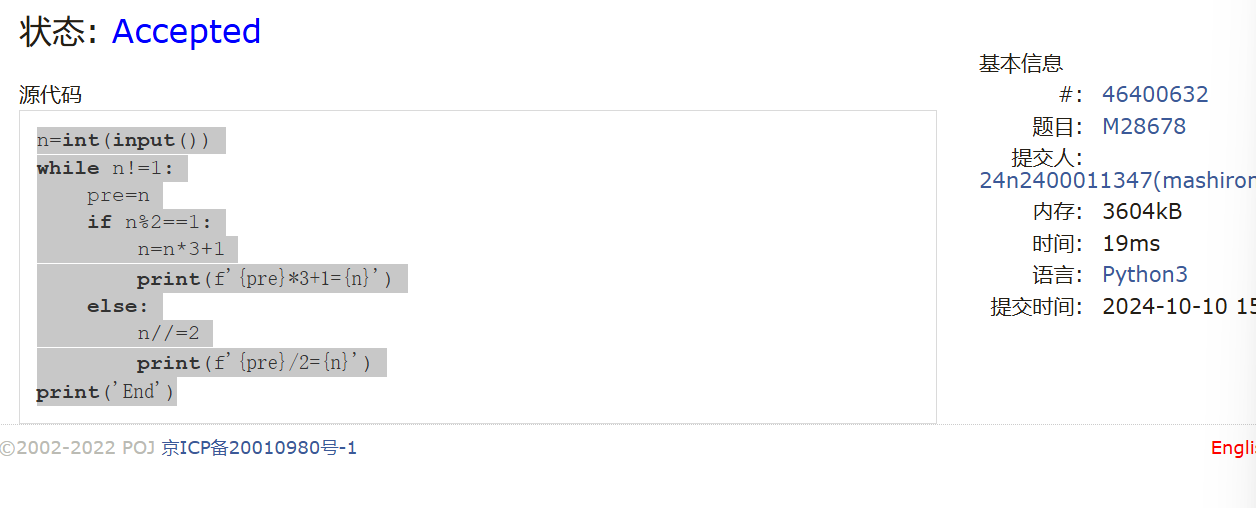 状态: Accepted
源代码
n=int(input())
while n!=1:
    pre=n
    if n%2==1:
        n=n*3+1
        print(f'{pre}*3+1={n}')
    else:
        n//=2
        print(f'{pre}/2={n}')
print('End')
基本信息
#: 46400632
题目: M28678
提交人:
24n2400011347(mashiron
内存: 3604kB
时间: 19ms
语言: Python3
提交时间: 2024-10-10 15
©2002-2022 POJ 京ICP备20010980号-1
Engli